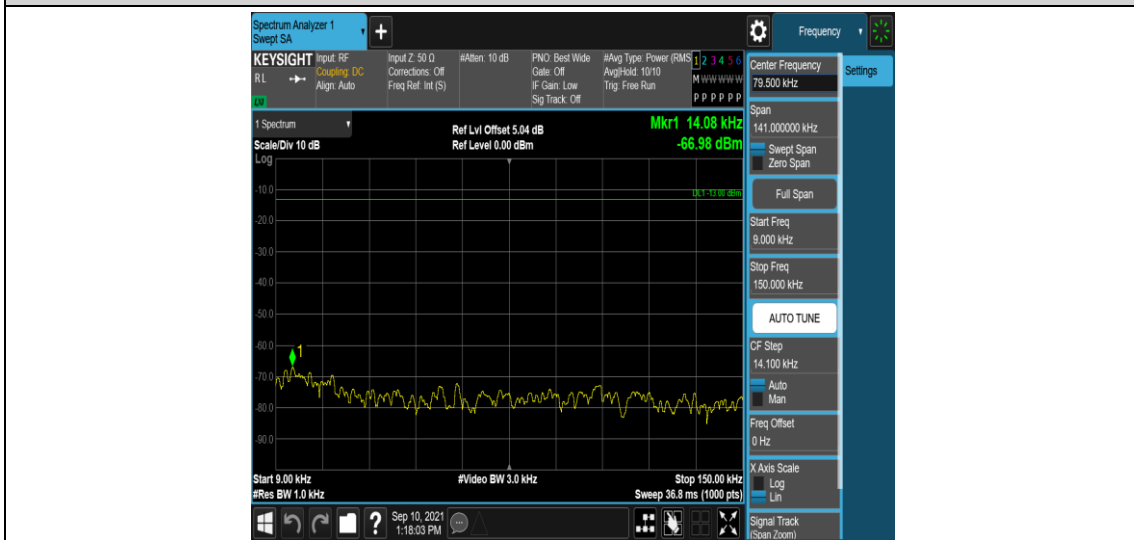 Spectrum Analyzer 1
Swept SA
+
Frequency
KEYSIGHT
RL
LXI
Input: RF
Coupling: DC
Align: Auto
Input Z: 50 Ω
Corrections: Off
Freq Ref: Int (S)
#Atten: 10 dB
PNO: Best Wide
Gate: Off
IF Gain: Low
Sig Track: Off
#Avg Type: Power (RMS
Avg|Hold: 10/10
Trig: Free Run
1 2 3 4 5 6
M W W W W W
P P P P P P
Center Frequency
79.500 kHz
Settings
Span
141.000000 kHz
Swept Span
Zero Span
Full Span
Start Freq
9.000 kHz
Stop Freq
150.000 kHz
AUTO TUNE
CF Step
14.100 kHz
Auto
Man
Freq Offset
0 Hz
X Axis Scale
Log
Lin
Signal Track
(Span Zoom)
1 Spectrum
Scale/Div 10 dB
Log
Ref Lvl Offset 5.04 dB
Ref Level 0.00 dBm
Mkr1 14.08 kHz
-66.98 dBm
DL1 -13.00 dBm
-10.0
-20.0
-30.0
-40.0
-50.0
-60.0
-70.0
-80.0
-90.0
1
Start 9.00 kHz
#Res BW 1.0 kHz
#Video BW 3.0 kHz
Stop 150.00 kHz
Sweep 36.8 ms (1000 pts)
?
Sep 10, 2021
1:18:03 PM